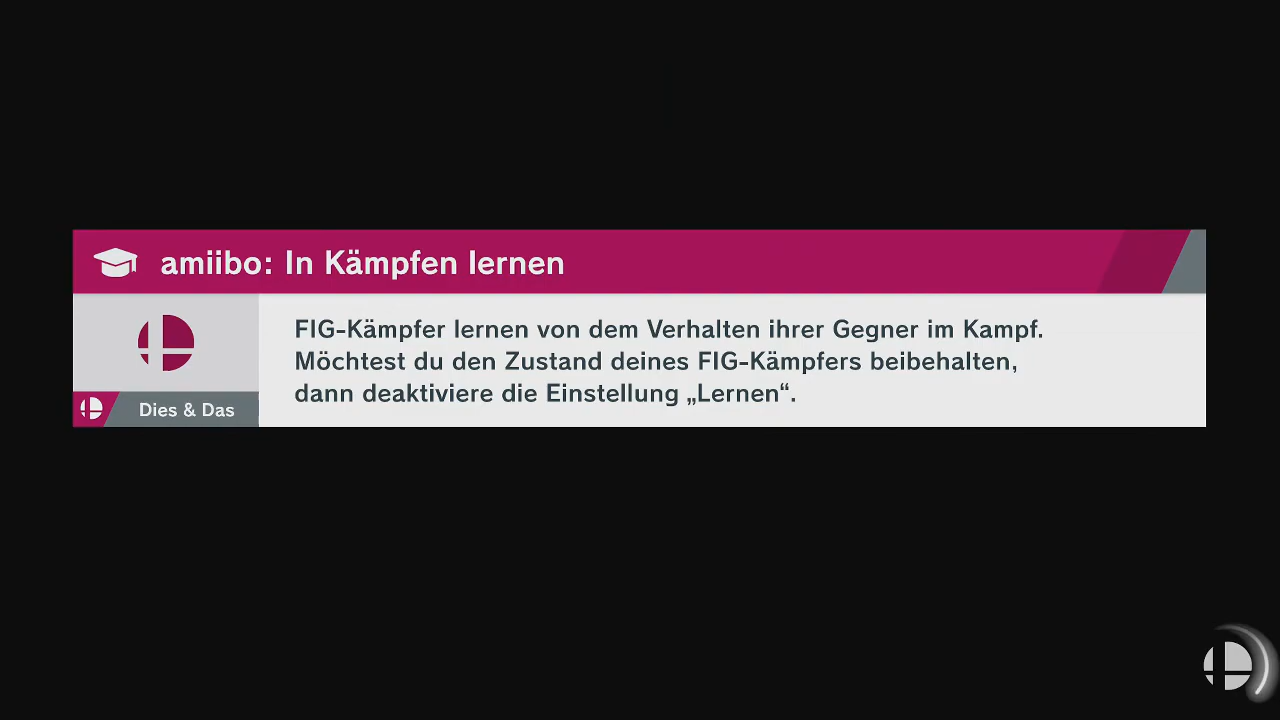 amiibo: In Kämpfen lernen
FIG-Kämpfer lernen von dem Verhalten ihrer Gegner im Kampf.
Möchtest du den Zustand deines FIG-Kämpfers beibehalten,
dann deaktiviere die Einstellung „Lernen“.
Dies & Das